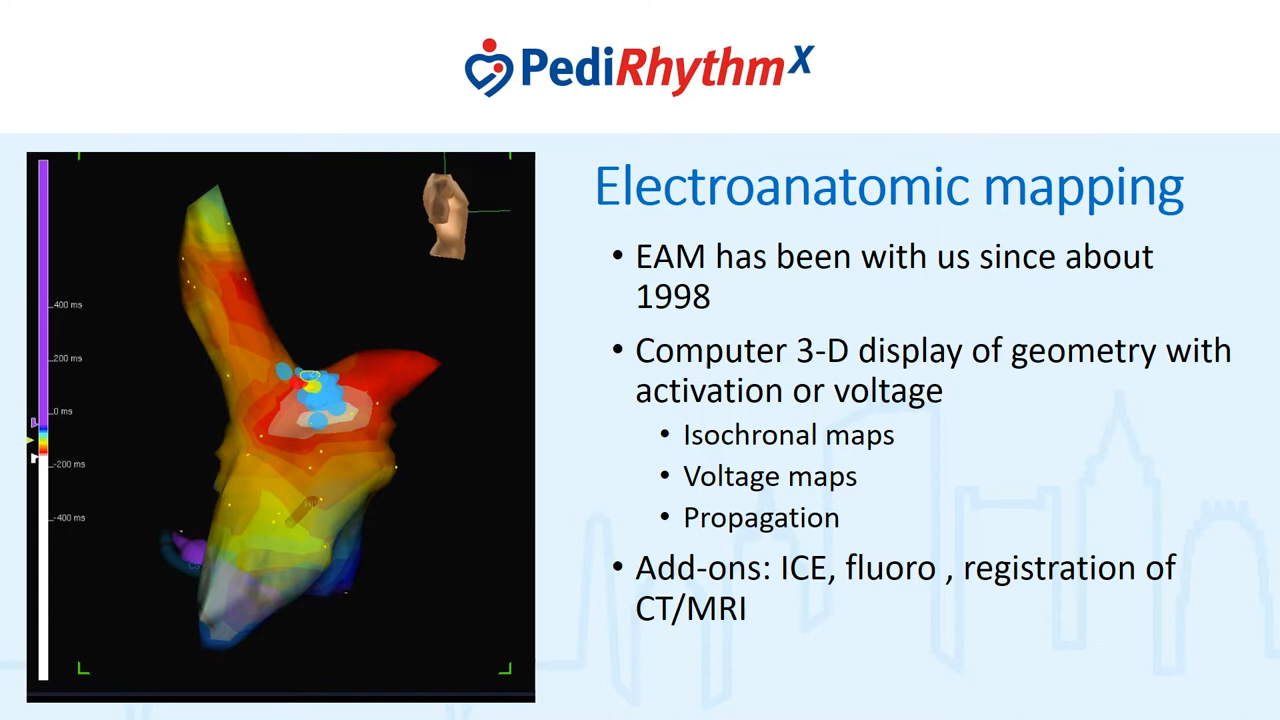 PediRhythm X
Electroanatomic mapping
• EAM has been with us since about
1998
• Computer 3-D display of geometry with
activation or voltage
• Isochronal maps
• Voltage maps
• Propagation
• Add-ons: ICE, fluoro , registration of
CT/MRI
400 ms
200 ms
0 ms
-200 ms
-400 ms
CS